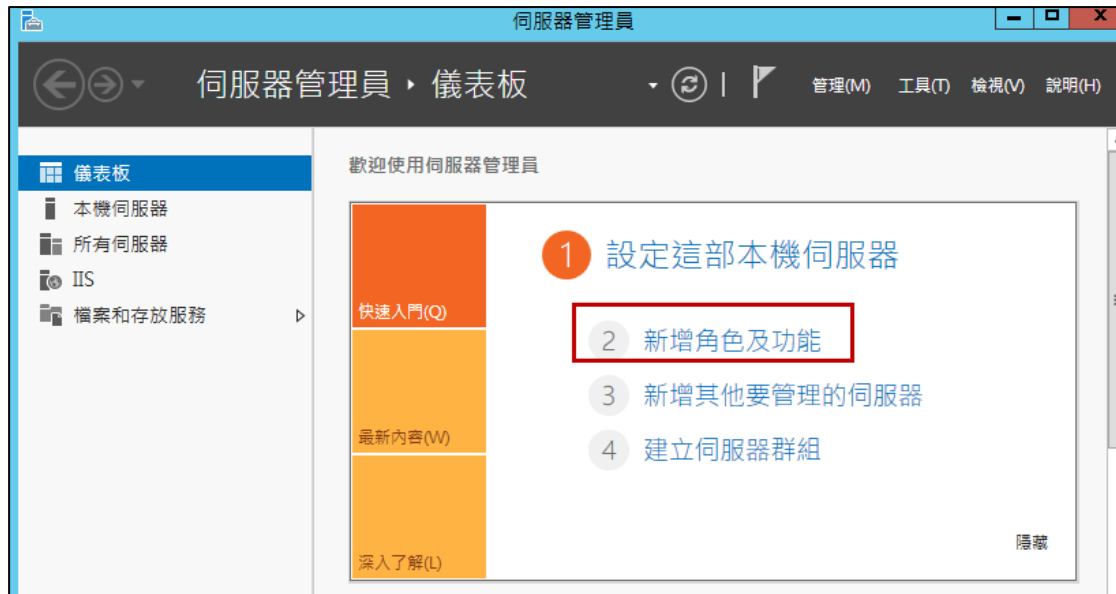 伺服器管理員
伺服器管理員 ‣ 儀表板
管理(M) 工具(T) 檢視(V) 說明(H)
儀表板
本機伺服器
所有伺服器
IIS
檔案和存放服務
歡迎使用伺服器管理員
快速入門(Q)
最新內容(W)
深入了解(L)
1 設定這部本機伺服器
2 新增角色及功能
3 新增其他要管理的伺服器
4 建立伺服器群組
隱藏